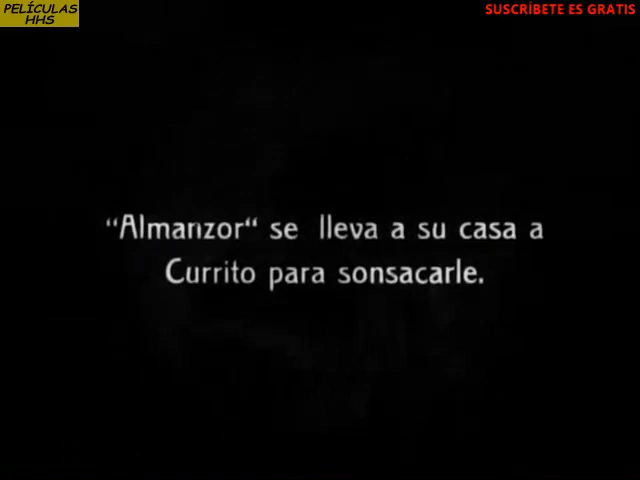 PELÍCULAS
HHS
SUSCRÍBETE ES GRATIS
"Almanzor“ se lleva a su casa a
Currito para sonsacarle.